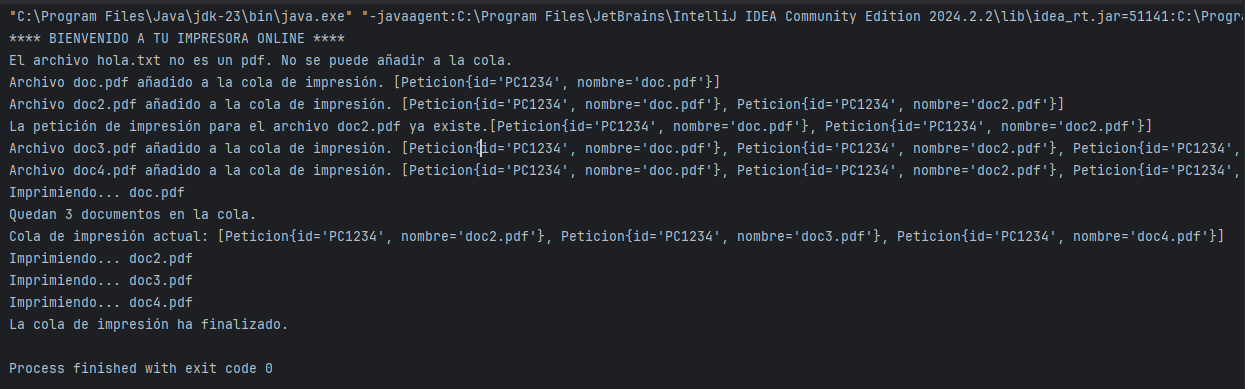 "C:\Program Files\Java\jdk-23\bin\java.exe" "-javaagent:C:\Program Files\JetBrains\IntelliJ IDEA Community Edition 2024.2.2\lib\idea_rt.jar=51141:C:\Progra
**** BIENVENIDO A TU IMPRESORA ONLINE ****
El archivo hola.txt no es un pdf. No se puede añadir a la cola.
Archivo doc.pdf añadido a la cola de impresión. [Peticion{id='PC1234', nombre='doc.pdf'}]
Archivo doc2.pdf añadido a la cola de impresión. [Peticion{id='PC1234', nombre='doc.pdf'}, Peticion{id='PC1234', nombre='doc2.pdf'}]
La petición de impresión para el archivo doc2.pdf ya existe.[Peticion{id='PC1234', nombre='doc.pdf'}, Peticion{id='PC1234', nombre='doc2.pdf'}]
Archivo doc3.pdf añadido a la cola de impresión. [Peticion{id='PC1234', nombre='doc.pdf'}, Peticion{id='PC1234', nombre='doc2.pdf'}, Peticion{id='PC1234',
Archivo doc4.pdf añadido a la cola de impresión. [Peticion{id='PC1234', nombre='doc.pdf'}, Peticion{id='PC1234', nombre='doc2.pdf'}, Peticion{id='PC1234',
Imprimiendo... doc.pdf
Quedan 3 documentos en la cola.
Cola de impresión actual: [Peticion{id='PC1234', nombre='doc2.pdf'}, Peticion{id='PC1234', nombre='doc3.pdf'}, Peticion{id='PC1234', nombre='doc4.pdf'}]
Imprimiendo... doc2.pdf
Imprimiendo... doc3.pdf
Imprimiendo... doc4.pdf
La cola de impresión ha finalizado.
Process finished with exit code 0